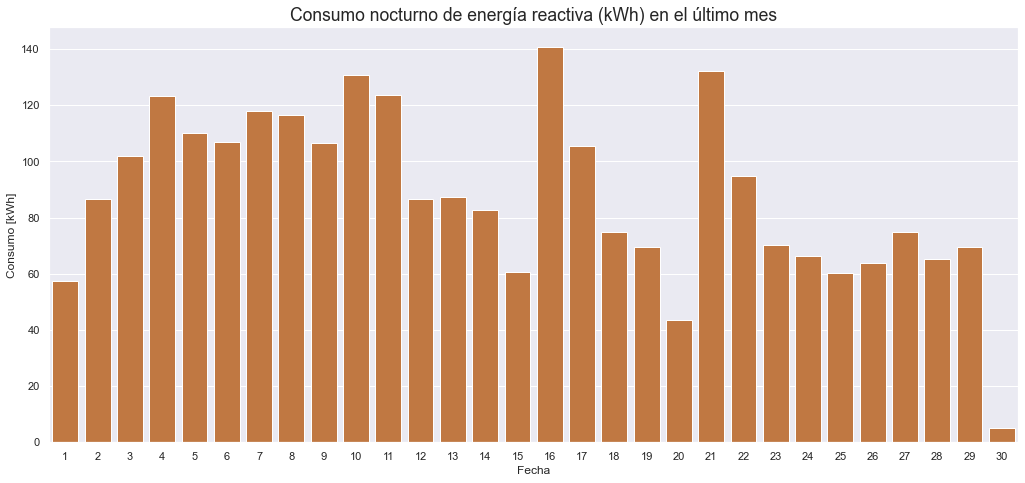 Consumo nocturno de energía reactiva (kWh) en el último mes
Consumo [kWh]
140
120
100
80
60
40
20
0
1 2 3 4 5 6 7 8 9 10 11 12 13 14 15 16 17 18 19 20 21 22 23 24 25 26 27 28 29 30
Fecha